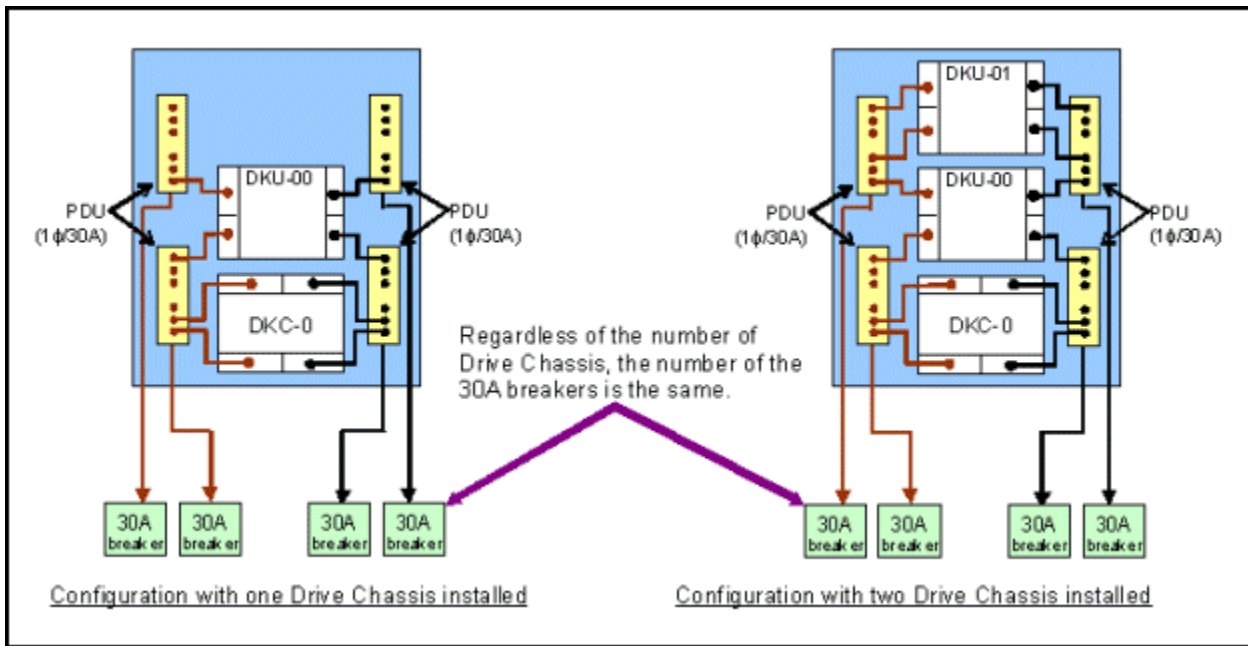 DKU-00
PDU
(1ϕ/30A)
PDU
(1ϕ/30A)
DKC-0
30A
breaker
30A
breaker
30A
breaker
30A
breaker
Configuration with one Drive Chassis installed
Regardless of the number of
Drive Chassis, the number of the
30A breakers is the same.
DKU-01
DKU-00
PDU
(1ϕ/30A)
PDU
(1ϕ/30A)
DKC-0
30A
breaker
30A
breaker
30A
breaker
30A
breaker
Configuration with two Drive Chassis installed